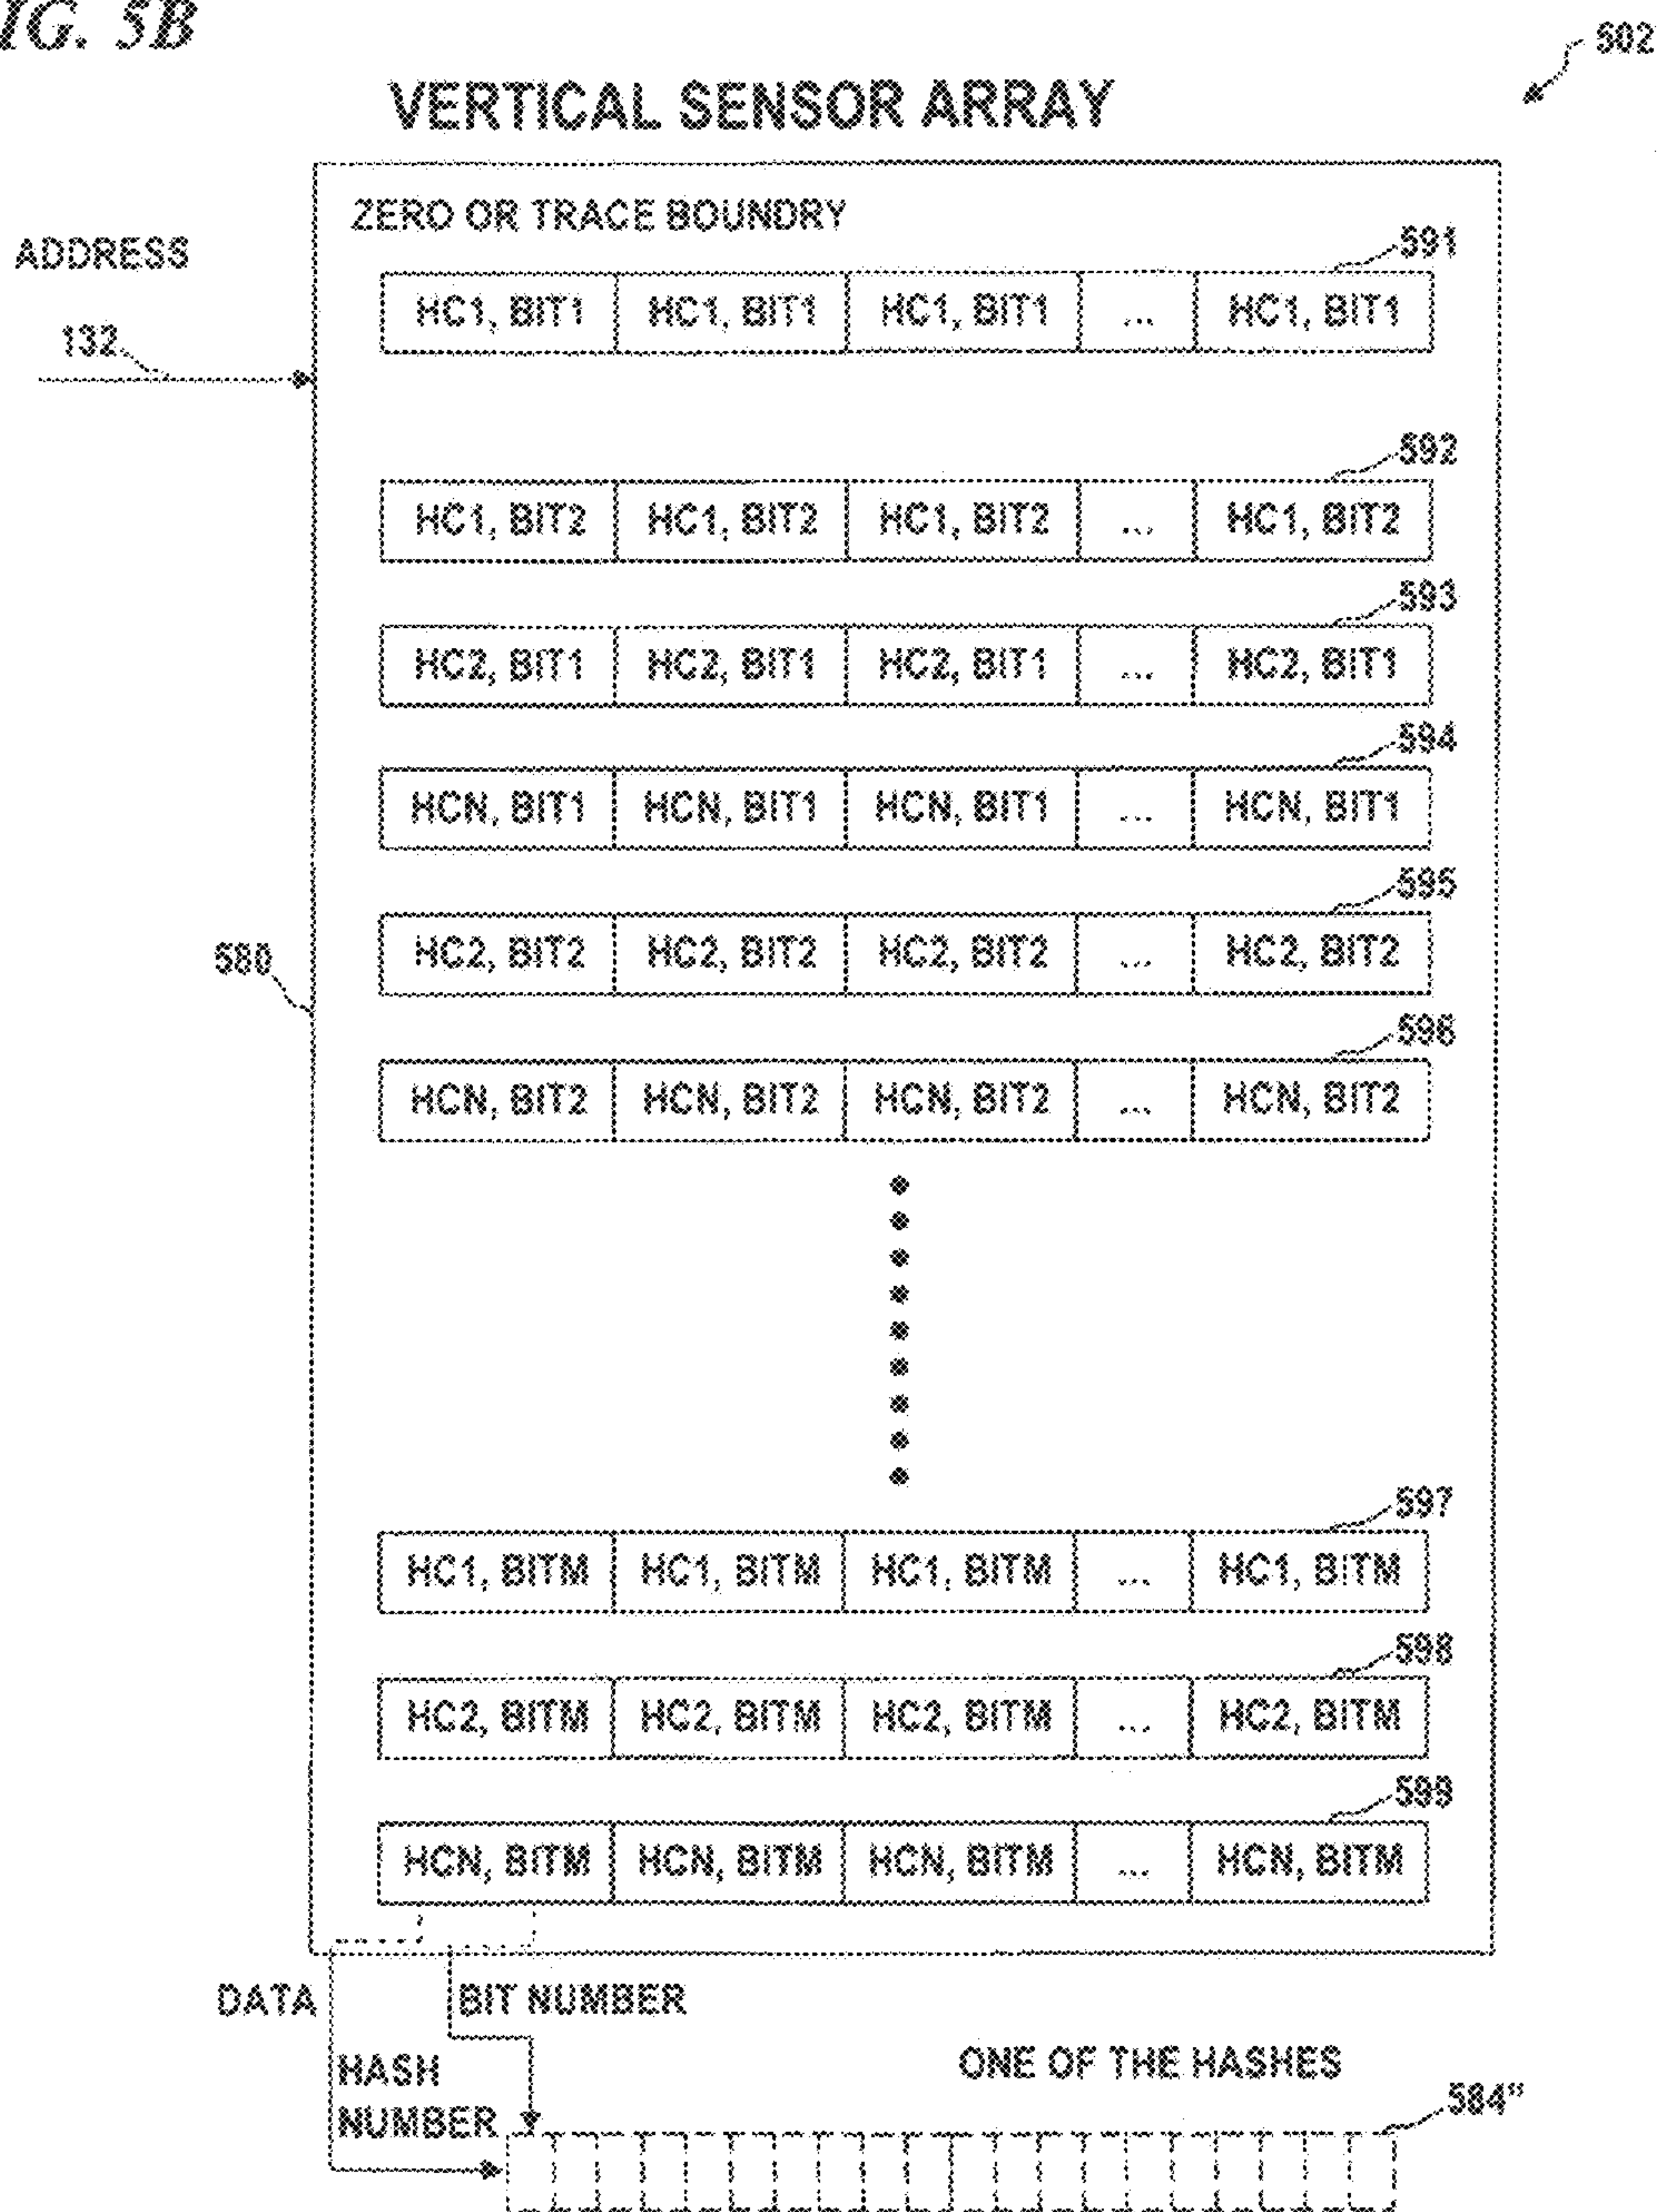 IG. 5B
502
VERTICAL SENSOR ARRAY
ZERO OR TRACE BOUNDRY
ADDRESS
132
591
HC1, BIT1 HC1, BIT1 HC1, BIT1 ... HC1, BIT1
592
HC1, BIT2 HC1, BIT2 HC1, BIT2 ... HC1, BIT2
593
HC2, BIT1 HC2, BIT1 HC2, BIT1 ... HC2, BIT1
594
HCN, BIT1 HCN, BIT1 HCN, BIT1 ... HCN, BIT1
595
HC2, BIT2 HC2, BIT2 HC2, BIT2 ... HC2, BIT2
580
596
HCN, BIT2 HCN, BIT2 HCN, BIT2 ... HCN, BIT2
597
HC1, BITM HC1, BITM HC1, BITM ... HC1, BITM
598
HC2, BITM HC2, BITM HC2, BITM ... HC2, BITM
599
HCN, BITM HCN, BITM HCN, BITM ... HCN, BITM
DATA
BIT NUMBER
HASH
NUMBER
ONE OF THE HASHES
584"